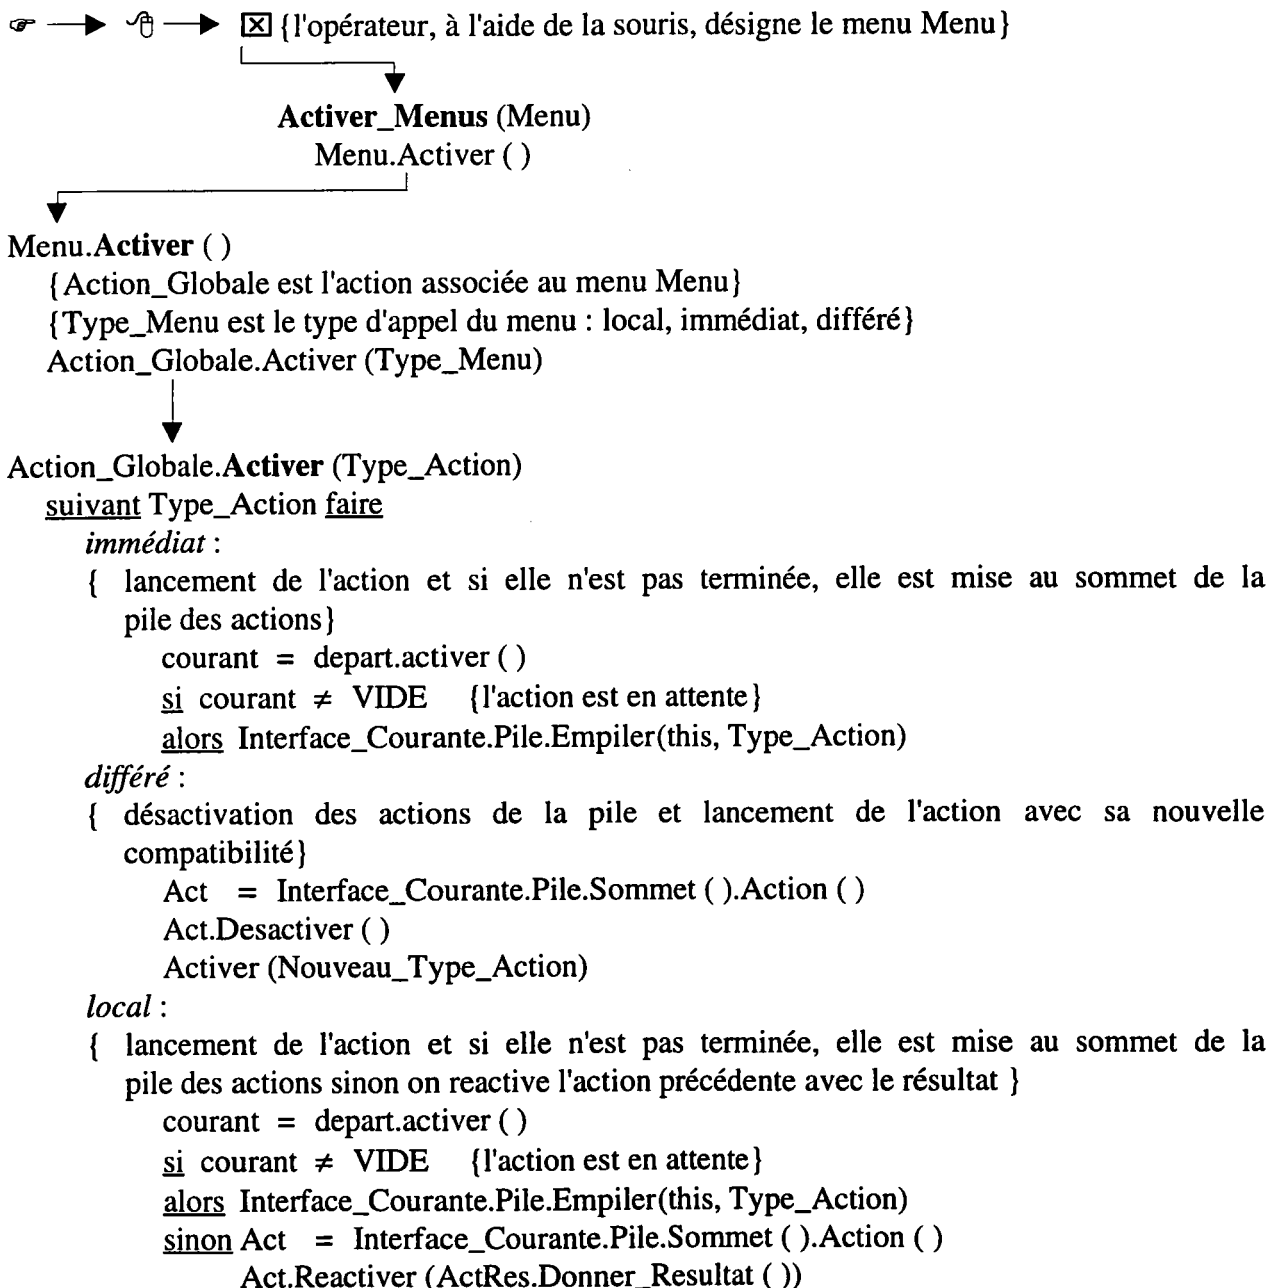 ☞ → 🖰 → ☒ {l'opérateur, à l'aide de la souris, désigne le menu Menu}
Activer_Menus (Menu)
Menu.Activer ( )
Menu.Activer ( )
{Action_Globale est l'action associée au menu Menu}
{Type_Menu est le type d'appel du menu : local, immédiat, différé}
Action_Globale.Activer (Type_Menu)
Action_Globale.Activer (Type_Action)
suivant Type_Action faire
immédiat :
{ lancement de l'action et si elle n'est pas terminée, elle est mise au sommet de la
pile des actions}
courant = depart.activer ( )
si courant ≠ VIDE {l'action est en attente}
alors Interface_Courante.Pile.Empiler(this, Type_Action)
différé :
{ désactivation des actions de la pile et lancement de l'action avec sa nouvelle
compatibilité}
Act = Interface_Courante.Pile.Sommet ( ).Action ( )
Act.Desactiver ( )
Activer (Nouveau_Type_Action)
local :
{ lancement de l'action et si elle n'est pas terminée, elle est mise au sommet de la
pile des actions sinon on reactive l'action précédente avec le résultat }
courant = depart.activer ( )
si courant ≠ VIDE {l'action est en attente}
alors Interface_Courante.Pile.Empiler(this, Type_Action)
sinon Act = Interface_Courante.Pile.Sommet ( ).Action ( )
Act.Reactiver (ActRes.Donner_Resultat ( ))